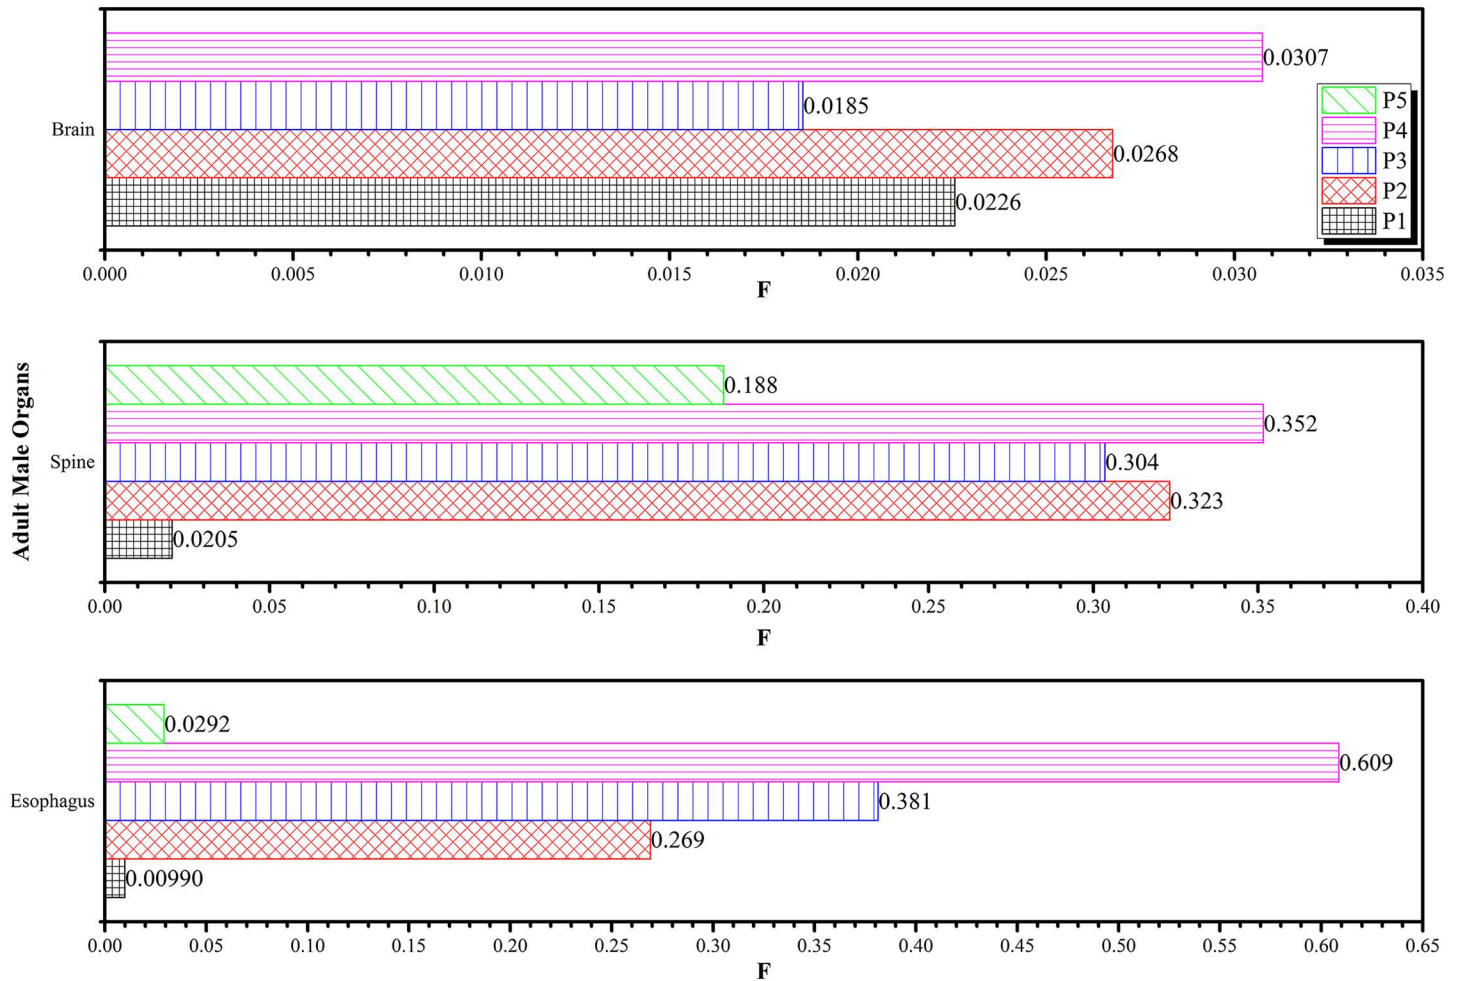 0.0307
0.0185
Brain
0.0268
0.0226
P5
P4
P3
P2
P1
0.000 0.005 0.010 0.015 0.020 0.025 0.030 0.035
F
Adult Male Organs
0.188
0.352
Spine
0.304
0.323
0.0205
0.00 0.05 0.10 0.15 0.20 0.25 0.30 0.35 0.40
F
0.0292
0.609
Esophagus
0.381
0.269
0.00990
0.00 0.05 0.10 0.15 0.20 0.25 0.30 0.35 0.40 0.45 0.50 0.55 0.60 0.65
F